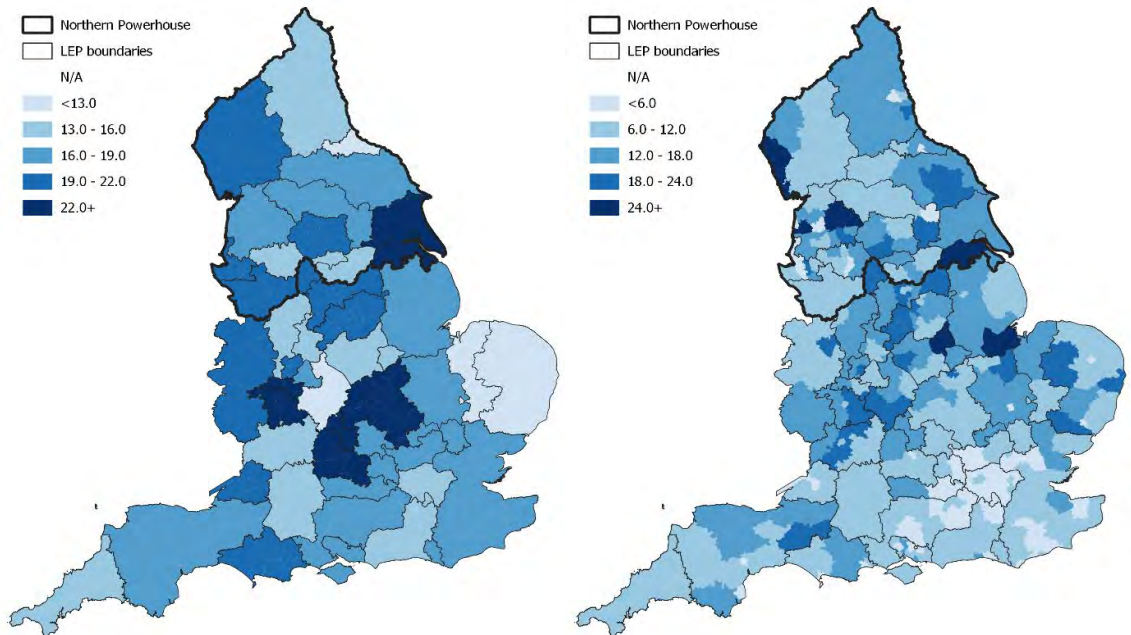 Northern Powerhouse
LEP boundaries
N/A
<13.0
13.0 - 16.0
16.0 - 19.0
19.0 - 22.0
22.0+
Northern Powerhouse
LEP boundaries
N/A
<6.0
6.0 - 12.0
12.0 - 18.0
18.0 - 24.0
24.0+